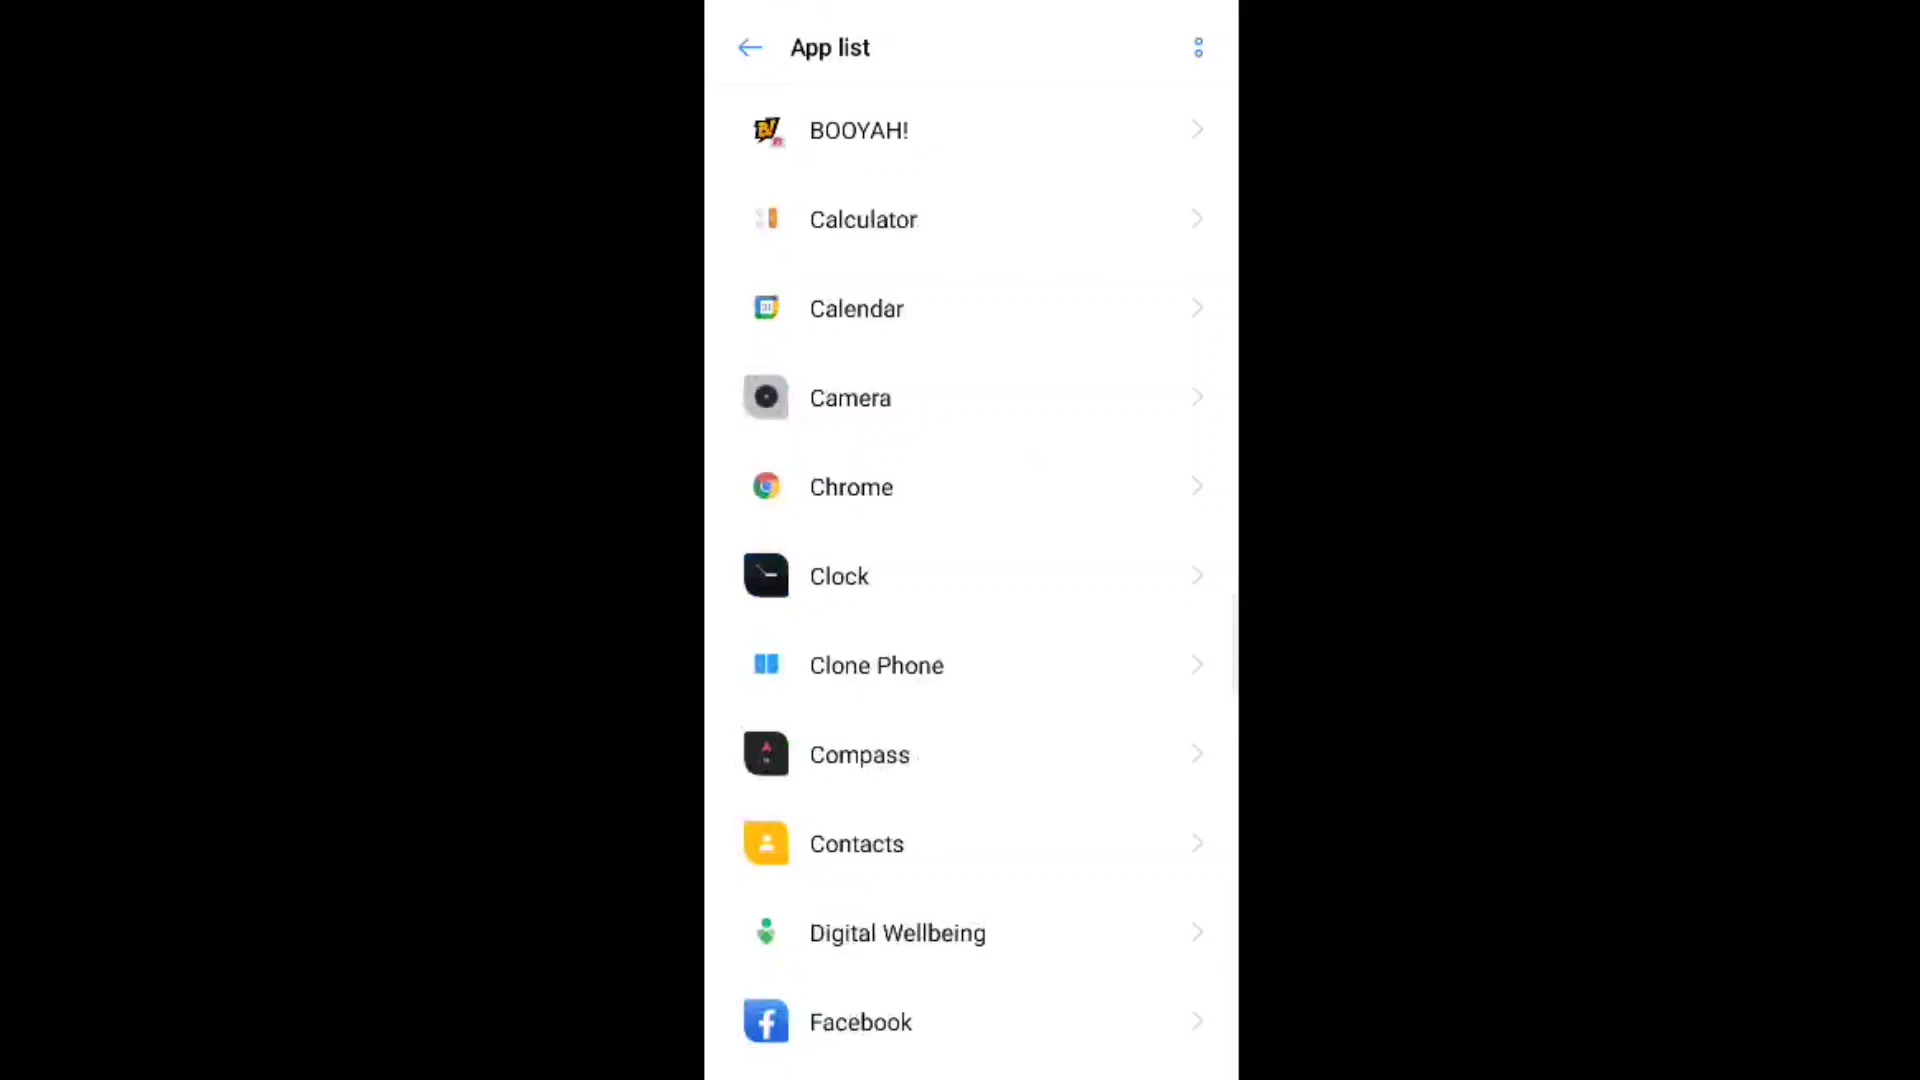 App list
BOOYAH!
Calculator
Calendar
Camera
Chrome
Clock
Clone Phone
Compass
Contacts
Digital Wellbeing
Facebook